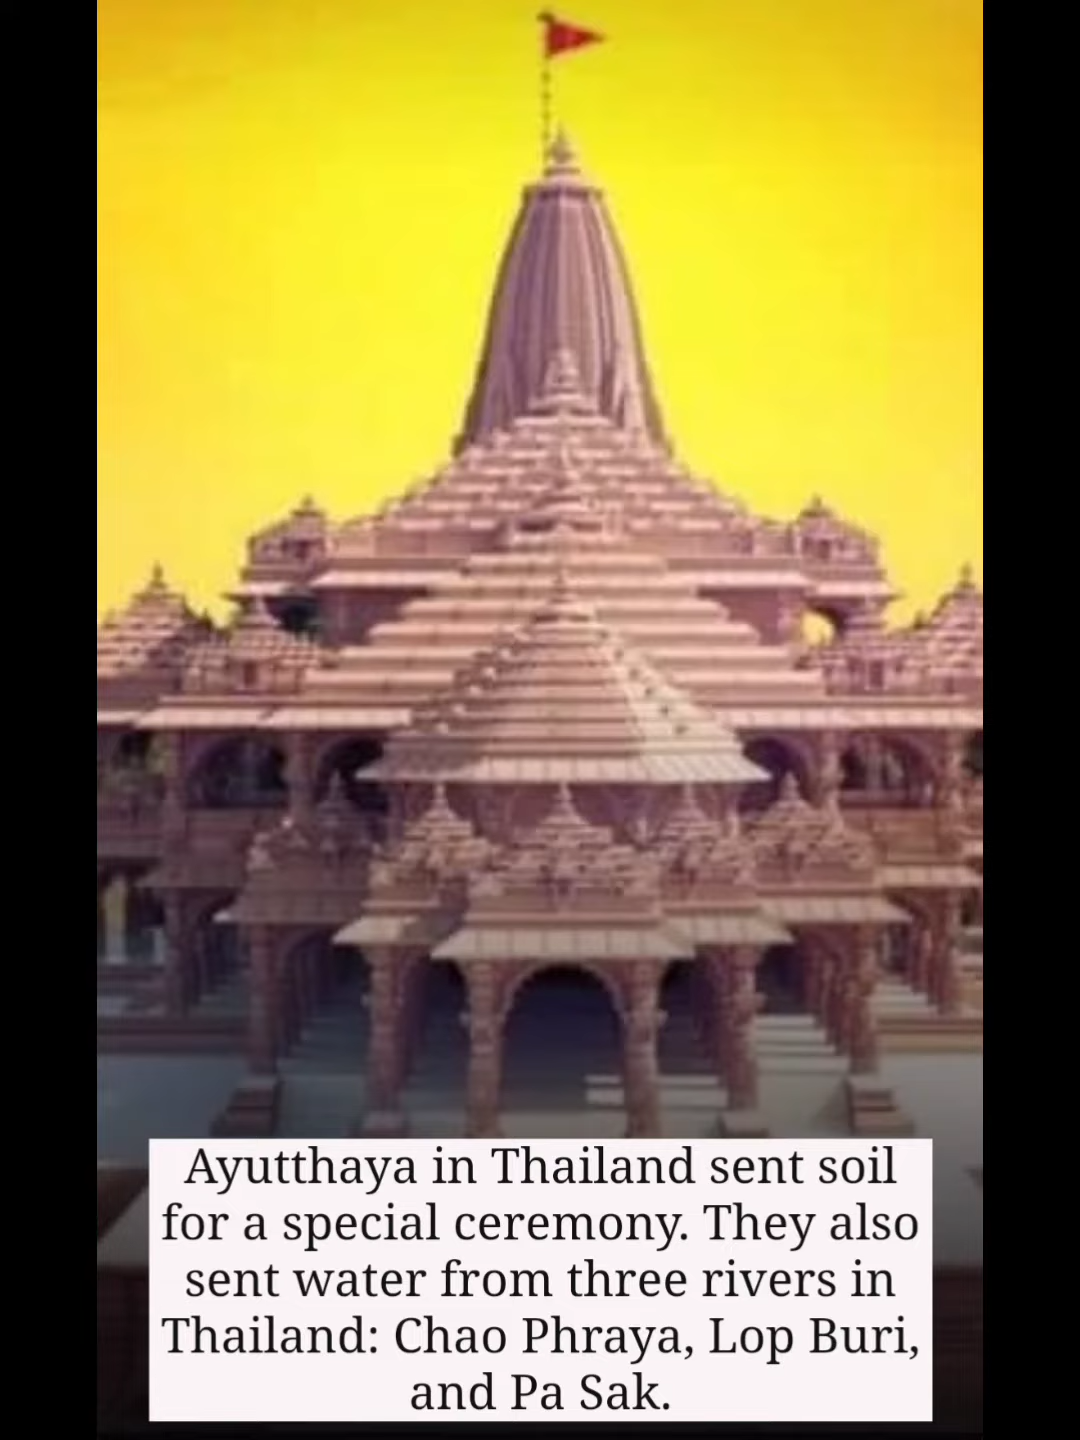 Ayutthaya in Thailand sent soil
for a special ceremony. They also
sent water from three rivers in
Thailand: Chao Phraya, Lop Buri,
and Pa Sak.